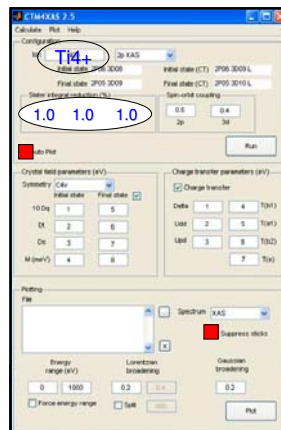 CTM4XAS 2.5
Calculate Plot Help
Configuration
Ion Ti4+ 2p XAS
Initial state 2P06 3D00 Initial state (CT) 2P06 3D10 L
Final state 2P05 3D09 Final state (CT) 2P05 3D10 L
Slater integral reduction (%) Spin-orbit coupling
1.0 1.0 1.0 0.5 0.4
2p 3d
Auto Plot Run
Crystal field parameters (eV) Charge transfer parameters (eV)
Symmetry C4v Charge transfer
Initial state Final state
10 Dq 1 5 Delta 1 4 T(b1)
Dt 2 6 Udd 2 5 T(a1)
Ds 3 7 Upd 3 6 T(b2)
M (meV) 4 8 7 T(e)
Plotting
File
... Spectrum XAS
Suppress sticks
x
Energy Lorentzian Gaussian
range (eV) broadening broadening
0 1000 0.2 0.4 0.2
Force energy range Split Plot